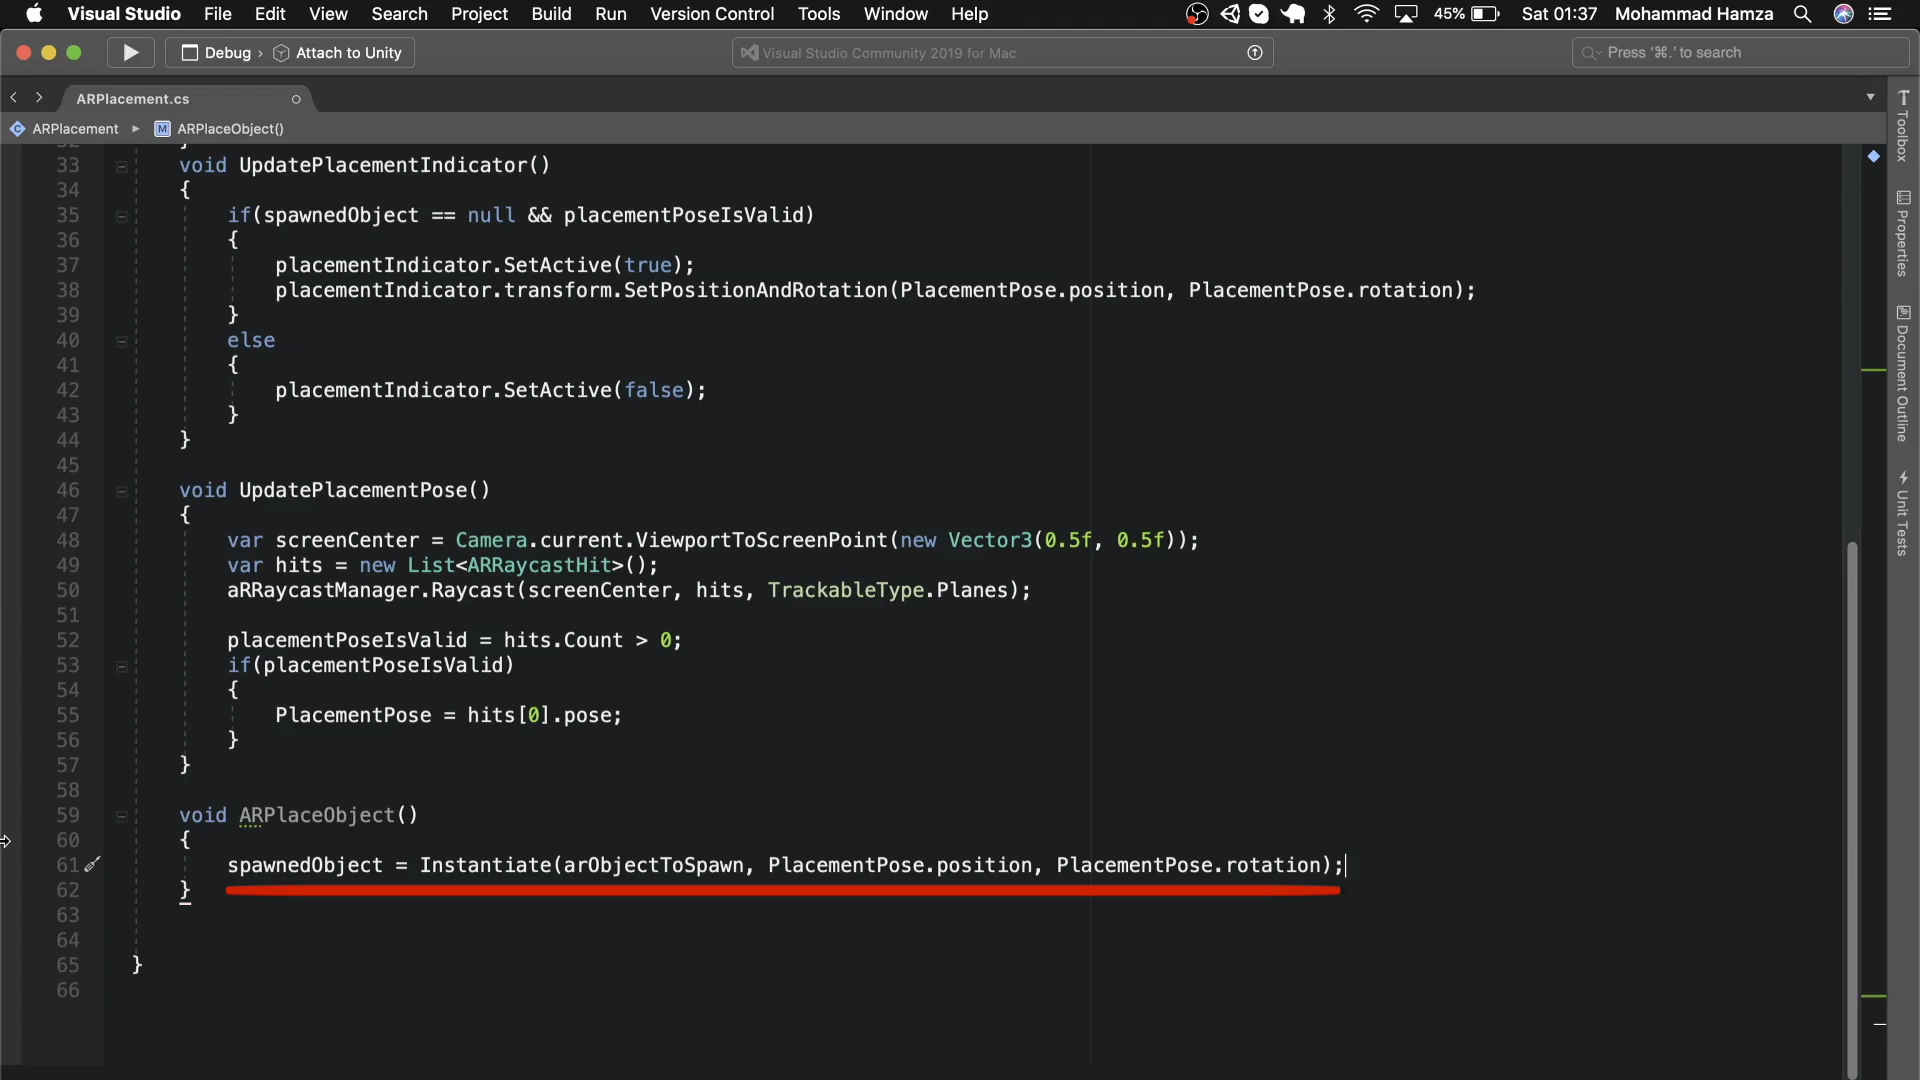 Visual Studio File Edit View Search Project Build Run Version Control Tools Window Help 45% Sat 01:37 Mohammad Hamza
Debug › Attach to Unity Visual Studio Community 2019 for Mac Press '⌘.' to search
ARPlacement.cs
ARPlacement ▸ M ARPlaceObject()
32 }
33 void UpdatePlacementIndicator()
34 {
35 if(spawnedObject == null && placementPoseIsValid)
36 {
37 placementIndicator.SetActive(true);
38 placementIndicator.transform.SetPositionAndRotation(PlacementPose.position, PlacementPose.rotation);
39 }
40 else
41 {
42 placementIndicator.SetActive(false);
43 }
44 }
45
46 void UpdatePlacementPose()
47 {
48 var screenCenter = Camera.current.ViewportToScreenPoint(new Vector3(0.5f, 0.5f));
49 var hits = new List<ARRaycastHit>();
50 aRRaycastManager.Raycast(screenCenter, hits, TrackableType.Planes);
51
52 placementPoseIsValid = hits.Count > 0;
53 if(placementPoseIsValid)
54 {
55 PlacementPose = hits[0].pose;
56 }
57 }
58
59 void ARPlaceObject()
60 {
61 spawnedObject = Instantiate(arObjectToSpawn, PlacementPose.position, PlacementPose.rotation);
62 }
63
64
65 }
66
Toolbox
Properties
Document Outline
Unit Tests